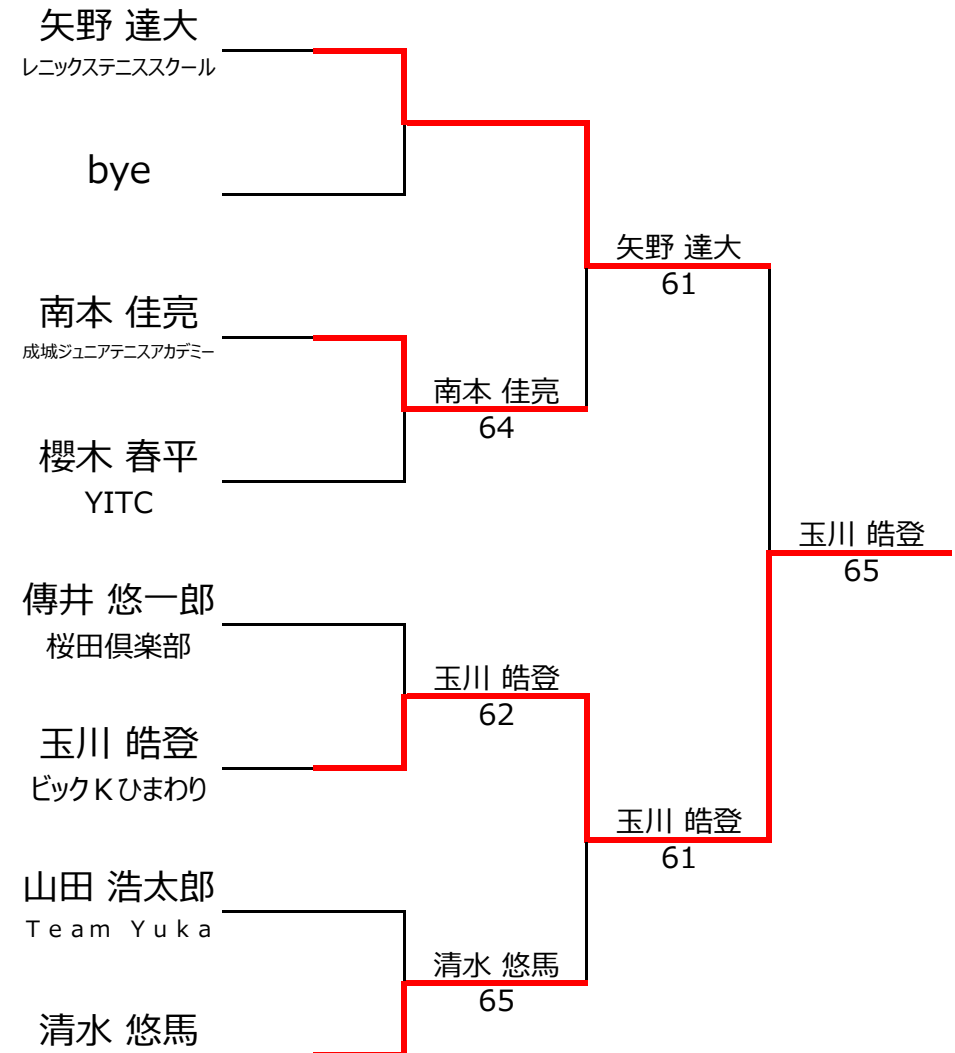 矢野 達大
レニックステニススクール
bye
矢野 達大
61
南本 佳亮
成城ジュニアテニスアカデミー
南本 佳亮
64
櫻木 春平
YITC
玉川 皓登
65
傳井 悠一郎
桜田倶楽部
玉川 皓登
62
玉川 皓登
ビックKひまわり
玉川 皓登
61
山田 浩太郎
Team Yuka
清水 悠馬
65
清水 悠馬